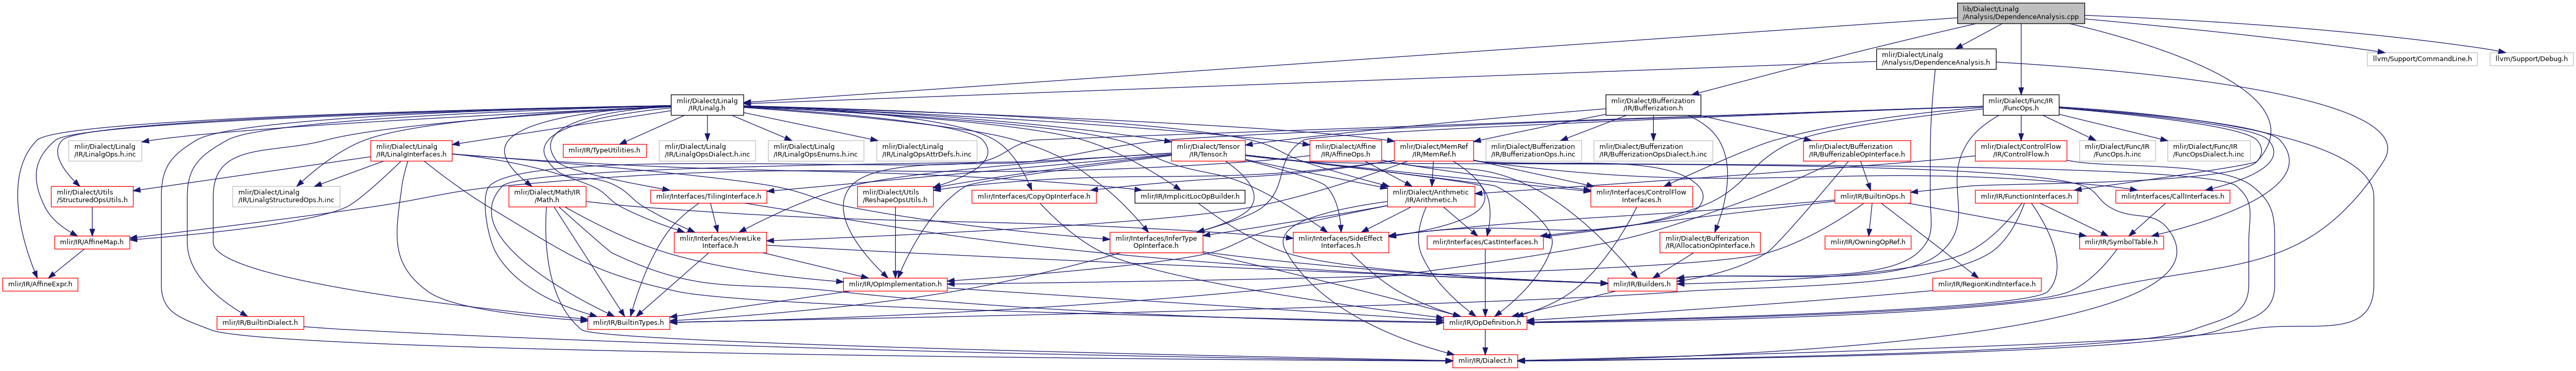 lib/Dialect/Linalg
/Analysis/DependenceAnalysis.cpp
mlir/Dialect/Linalg
/Analysis/DependenceAnalysis.h
llvm/Support/CommandLine.h
llvm/Support/Debug.h
mlir/Dialect/Linalg
/IR/Linalg.h
mlir/Dialect/Bufferization
/IR/Bufferization.h
mlir/Dialect/Func/IR
/FuncOps.h
mlir/Dialect/Linalg
/IR/LinalgOps.h.inc
mlir/Dialect/Linalg
/IR/LinalgInterfaces.h
mlir/IR/TypeUtilities.h
mlir/Dialect/Linalg
/IR/LinalgOpsDialect.h.inc
mlir/Dialect/Linalg
/IR/LinalgOpsEnums.h.inc
mlir/Dialect/Linalg
/IR/LinalgOpsAttrDefs.h.inc
mlir/Dialect/Tensor
/IR/Tensor.h
mlir/Dialect/Affine
/IR/AffineOps.h
mlir/Dialect/MemRef
/IR/MemRef.h
mlir/Dialect/Bufferization
/IR/BufferizationOps.h.inc
mlir/Dialect/Bufferization
/IR/BufferizationOpsDialect.h.inc
mlir/Dialect/Bufferization
/IR/BufferizableOpInterface.h
mlir/Dialect/ControlFlow
/IR/ControlFlow.h
mlir/Dialect/Func/IR
/FuncOps.h.inc
mlir/Dialect/Func/IR
/FuncOpsDialect.h.inc
mlir/Dialect/Utils
/StructuredOpsUtils.h
mlir/Dialect/Linalg
/IR/LinalgStructuredOps.h.inc
mlir/Dialect/Math/IR
/Math.h
mlir/Interfaces/TilingInterface.h
mlir/Dialect/Utils
/ReshapeOpsUtils.h
mlir/Interfaces/CopyOpInterface.h
mlir/IR/ImplicitLocOpBuilder.h
mlir/Dialect/Arithmetic
/IR/Arithmetic.h
mlir/Interfaces/ControlFlow
Interfaces.h
mlir/IR/BuiltinOps.h
mlir/IR/FunctionInterfaces.h
mlir/Interfaces/CallInterfaces.h
mlir/IR/AffineMap.h
mlir/Interfaces/ViewLike
Interface.h
mlir/Interfaces/InferType
OpInterface.h
mlir/Interfaces/SideEffect
Interfaces.h
mlir/Interfaces/CastInterfaces.h
mlir/Dialect/Bufferization
/IR/AllocationOpInterface.h
mlir/IR/OwningOpRef.h
mlir/IR/SymbolTable.h
mlir/IR/AffineExpr.h
mlir/IR/OpImplementation.h
mlir/IR/Builders.h
mlir/IR/RegionKindInterface.h
mlir/IR/BuiltinDialect.h
mlir/IR/BuiltinTypes.h
mlir/IR/OpDefinition.h
mlir/IR/Dialect.h